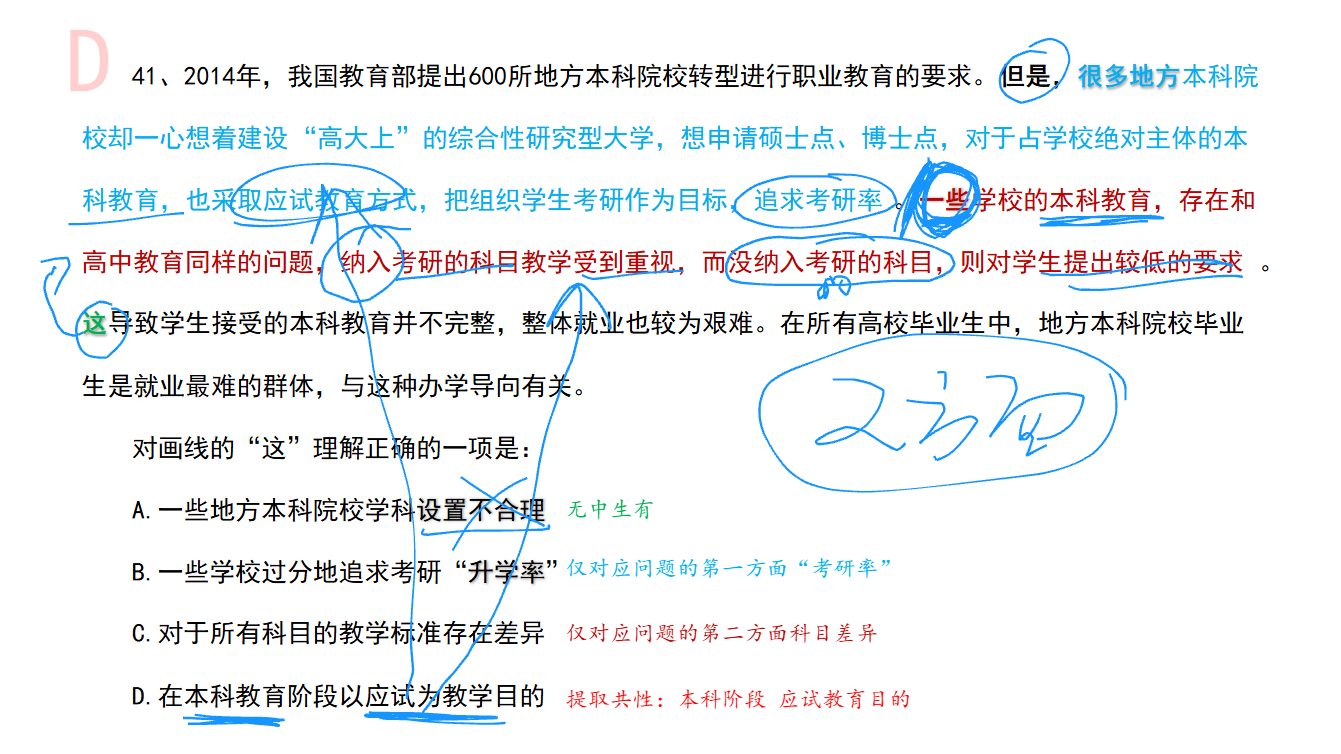 D
41、2014年，我国教育部提出600所地方本科院校转型进行职业教育的要求。但是，很多地方本科院
校却一心想着建设“高大上”的综合性研究型大学，想申请硕士点、博士点，对于占学校绝对主体的本
科教育，也采取应试教育方式，把组织学生考研作为目标，追求考研率。一些学校的本科教育，存在和
高中教育同样的问题，纳入考研的科目教学受到重视，而没纳入考研的科目，则对学生提出较低的要求 。
这导致学生接受的本科教育并不完整，整体就业也较为艰难。在所有高校毕业生中，地方本科院校毕业
生是就业最难的群体，与这种办学导向有关。
2方面
对画线的“这”理解正确的一项是：
A.一些地方本科院校学科设置不合理 无中生有
B.一些学校过分地追求考研“升学率” 仅对应问题的第一方面“考研率”
C.对于所有科目的教学标准存在差异 仅对应问题的第二方面科目差异
D.在本科教育阶段以应试为教学目的 提取共性：本科阶段 应试教育目的